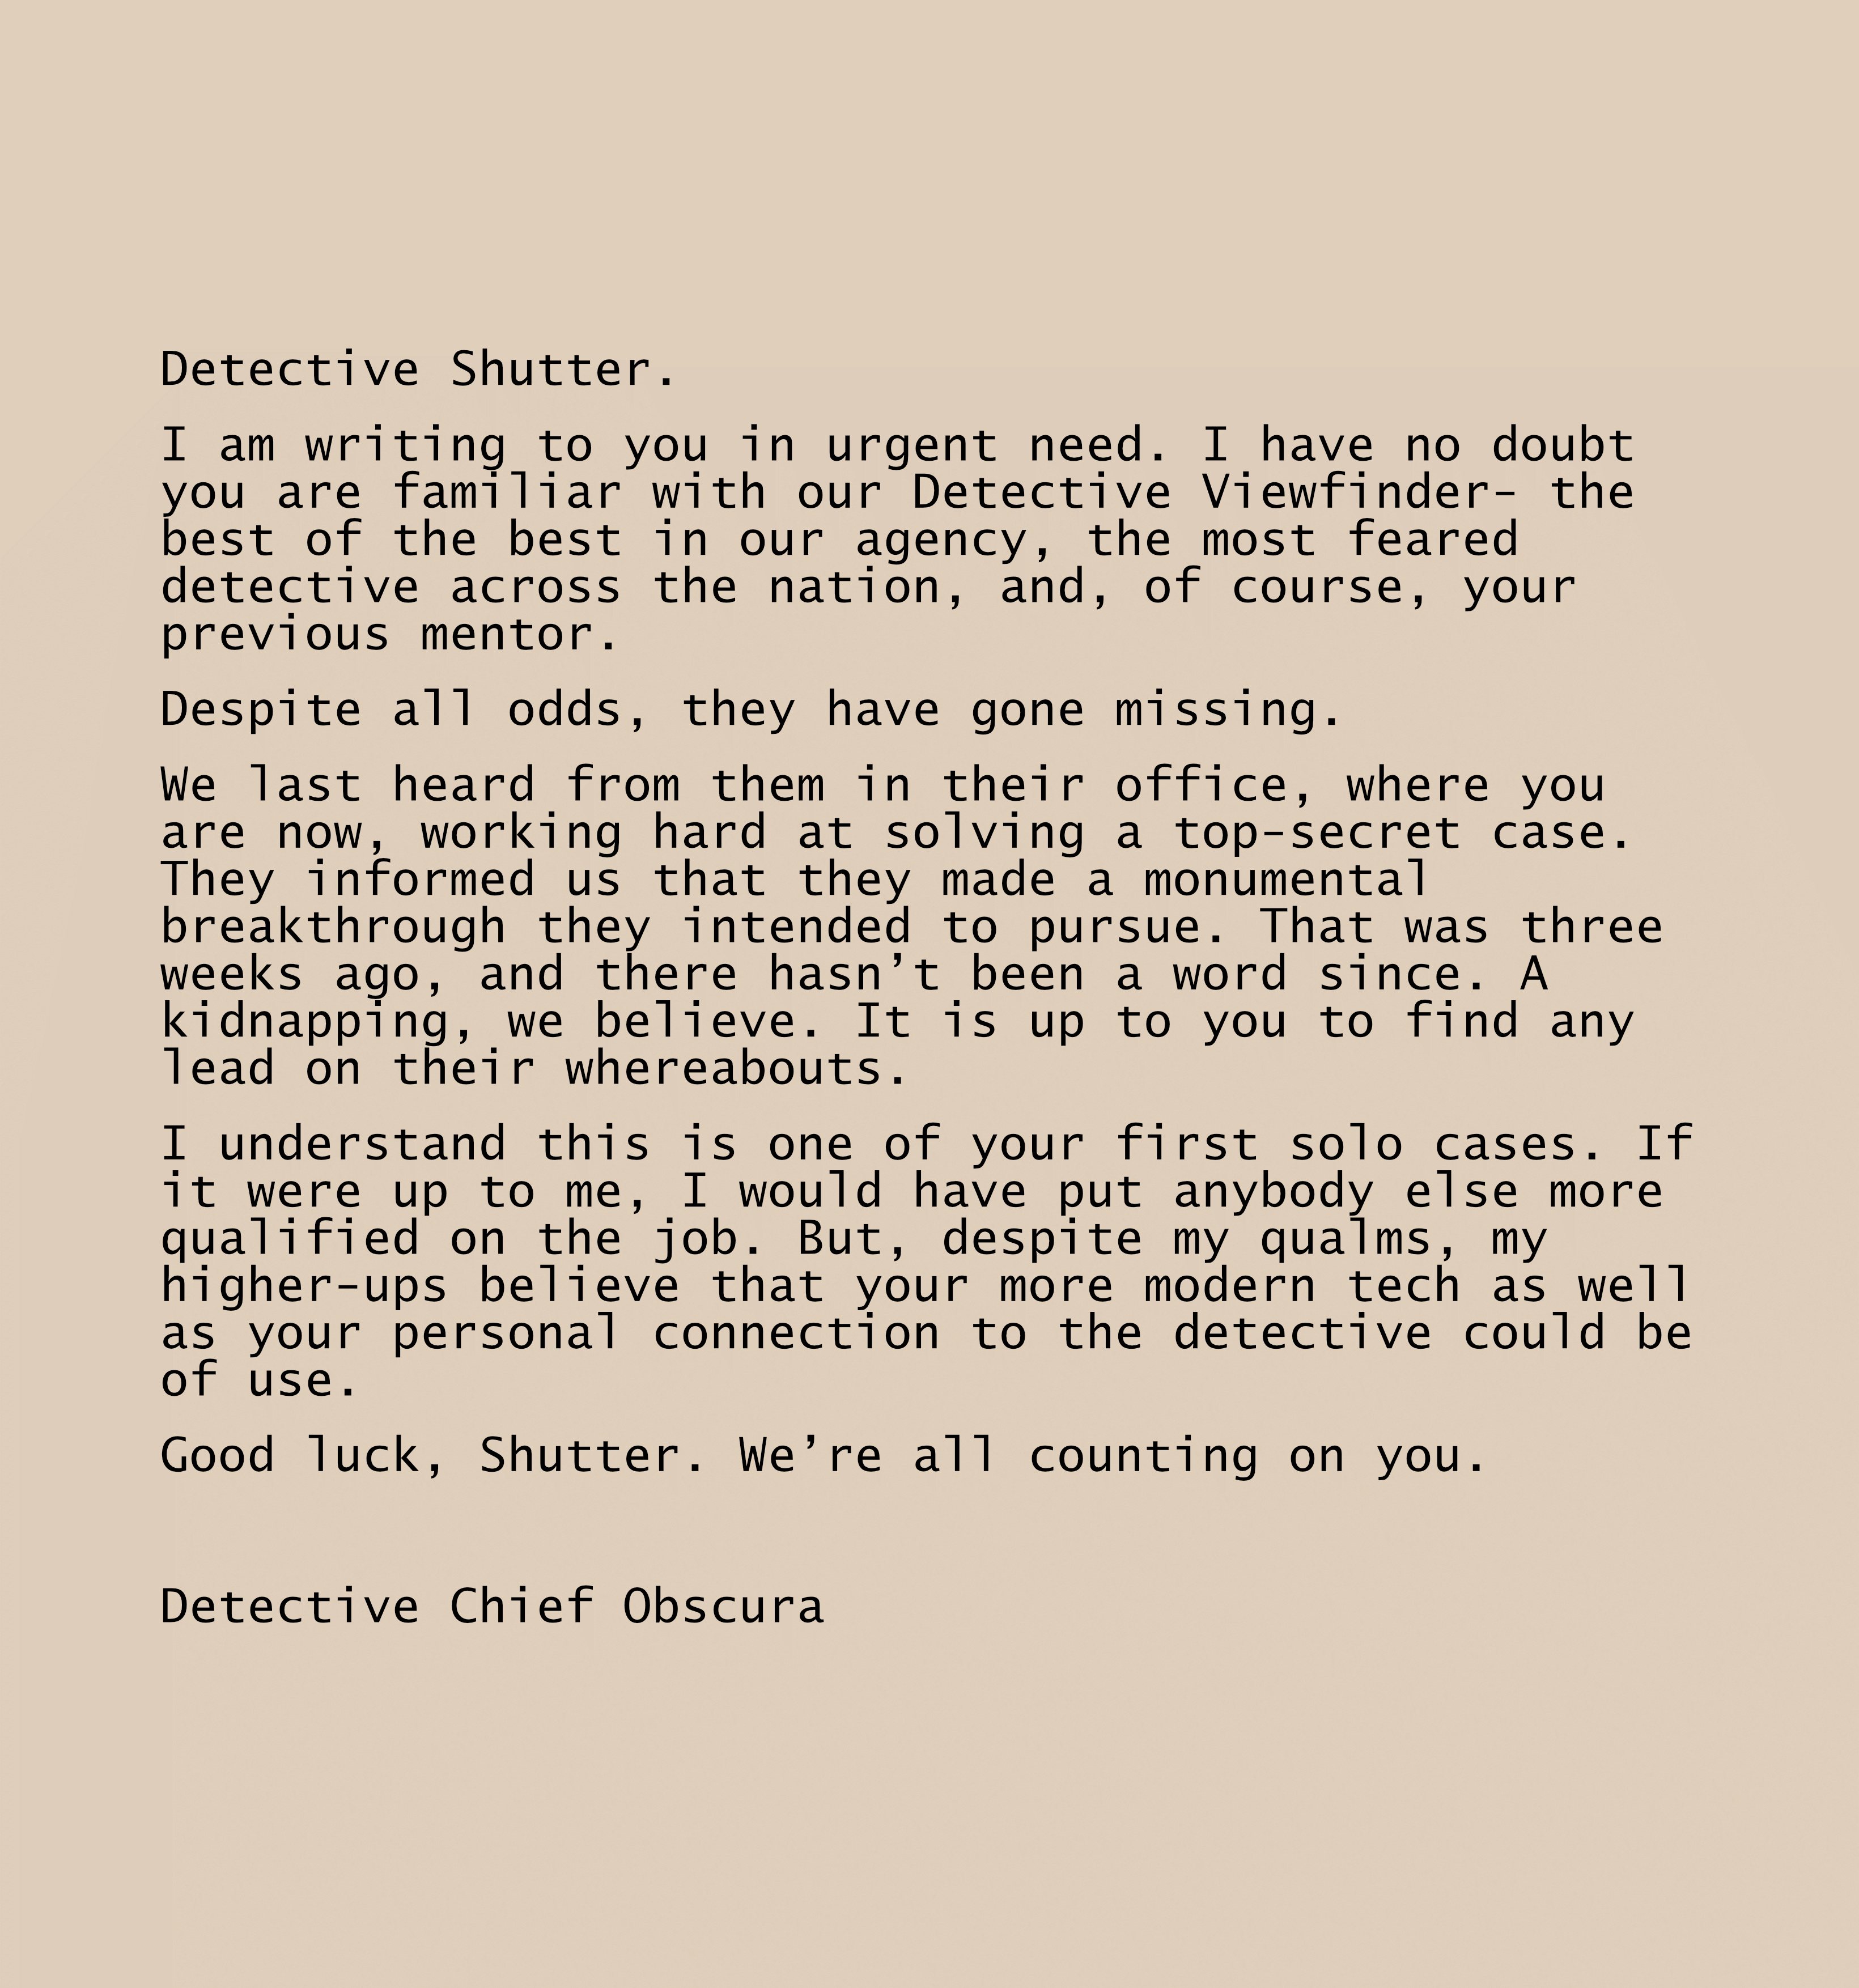 Detective Shutter.
I am writing to you in urgent need. I have no doubt
you are familiar with our Detective Viewfinder- the
best of the best in our agency, the most feared
detective across the nation, and, of course, your
previous mentor.
Despite all odds, they have gone missing.
We last heard from them in their office, where you
are now, working hard at solving a top-secret case.
They informed us that they made a monumental
breakthrough they intended to pursue. That was three
weeks ago, and there hasn’t been a word since. A
kidnapping, we believe. It is up to you to find any
lead on their whereabouts.
I understand this is one of your first solo cases. If
it were up to me, I would have put anybody else more
qualified on the job. But, despite my qualms, my
higher-ups believe that your more modern tech as well
as your personal connection to the detective could be
of use.
Good luck, Shutter. We’re all counting on you.
Detective Chief Obscura